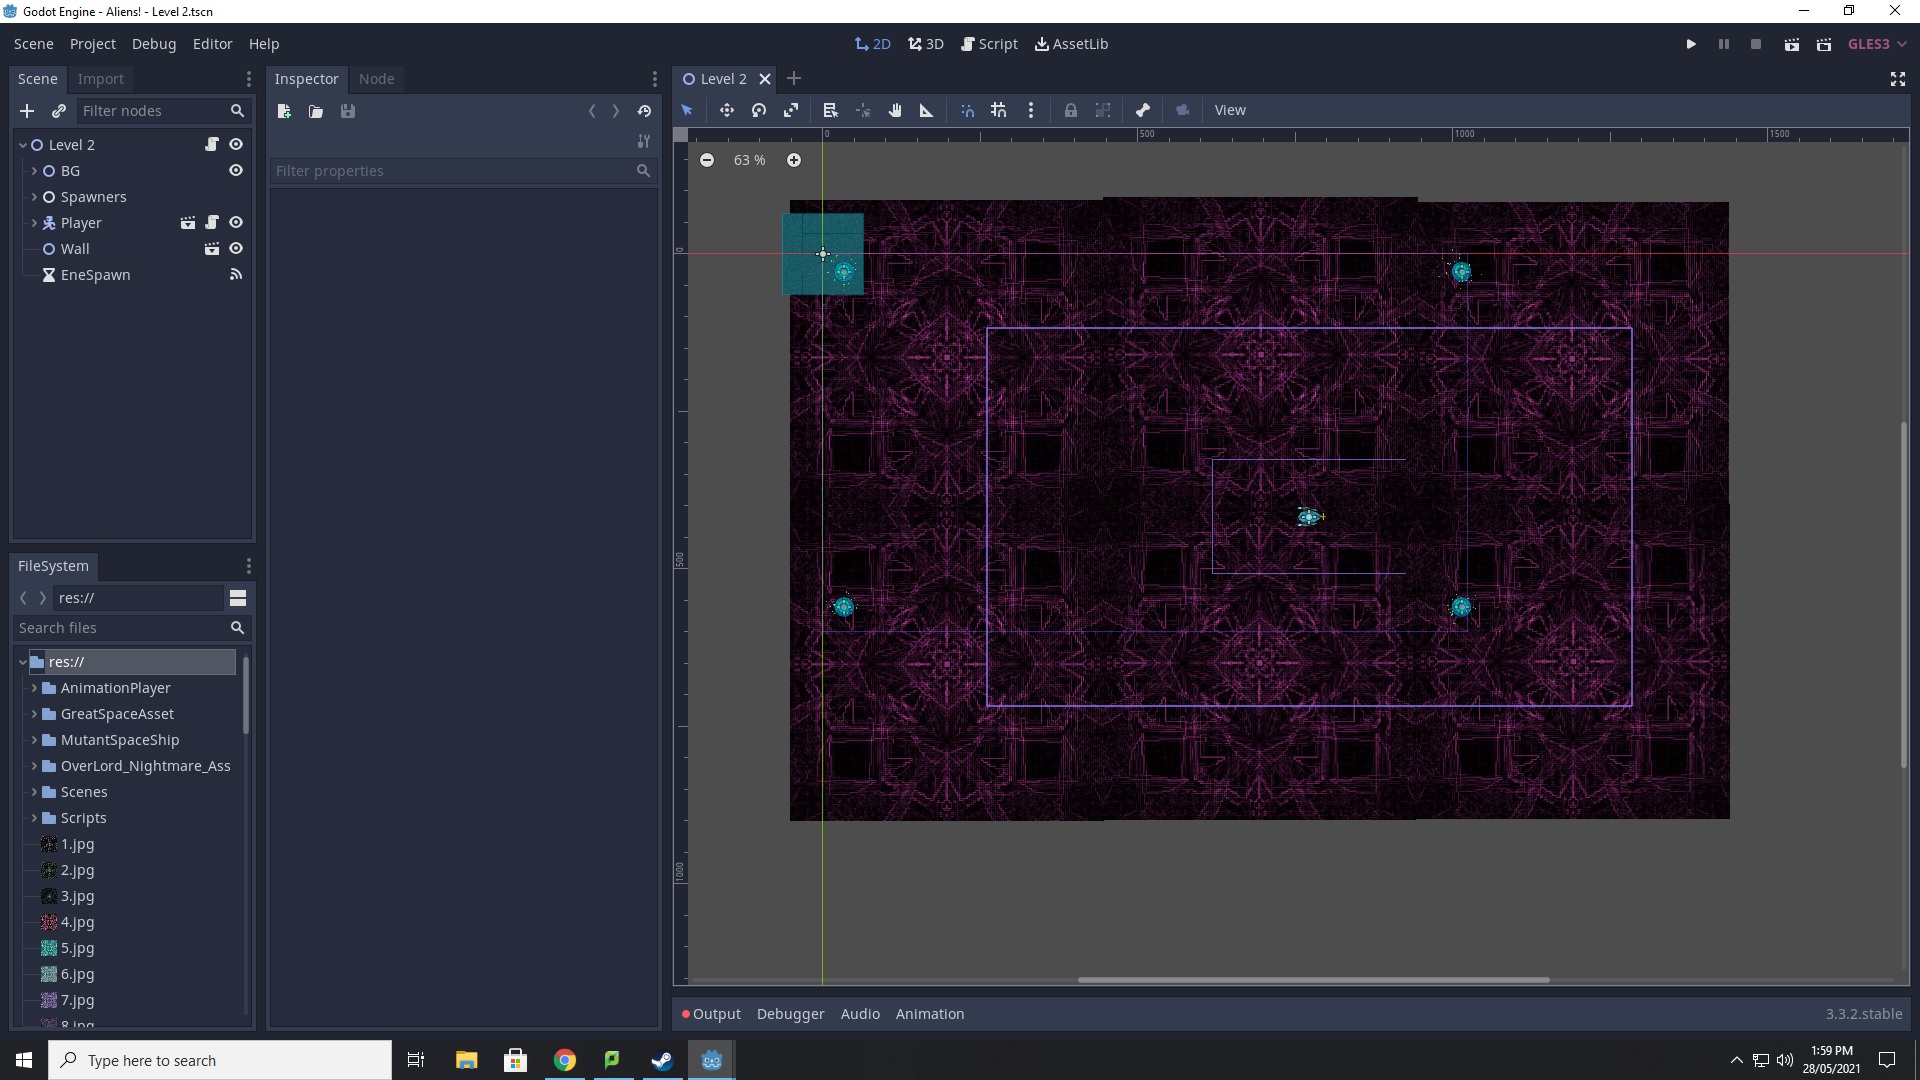 Godot Engine - Aliens! - Level 2.tscn
Scene Project Debug Editor Help
2D 3D Script AssetLib
GLES3
Scene Import
Inspector Node
Level 2
Filter nodes
View
Level 2
BG
Spawners
Player
Wall
EneSpawn
Filter properties
63 %
0
500
1000
1500
0
500
1000
FileSystem
res://
Search files
res://
AnimationPlayer
GreatSpaceAsset
MutantSpaceShip
OverLord_Nightmare_Ass
Scenes
Scripts
1.jpg
2.jpg
3.jpg
4.jpg
5.jpg
6.jpg
7.jpg
8.jpg
Output Debugger Audio Animation
3.3.2.stable
Type here to search
1:59 PM
28/05/2021